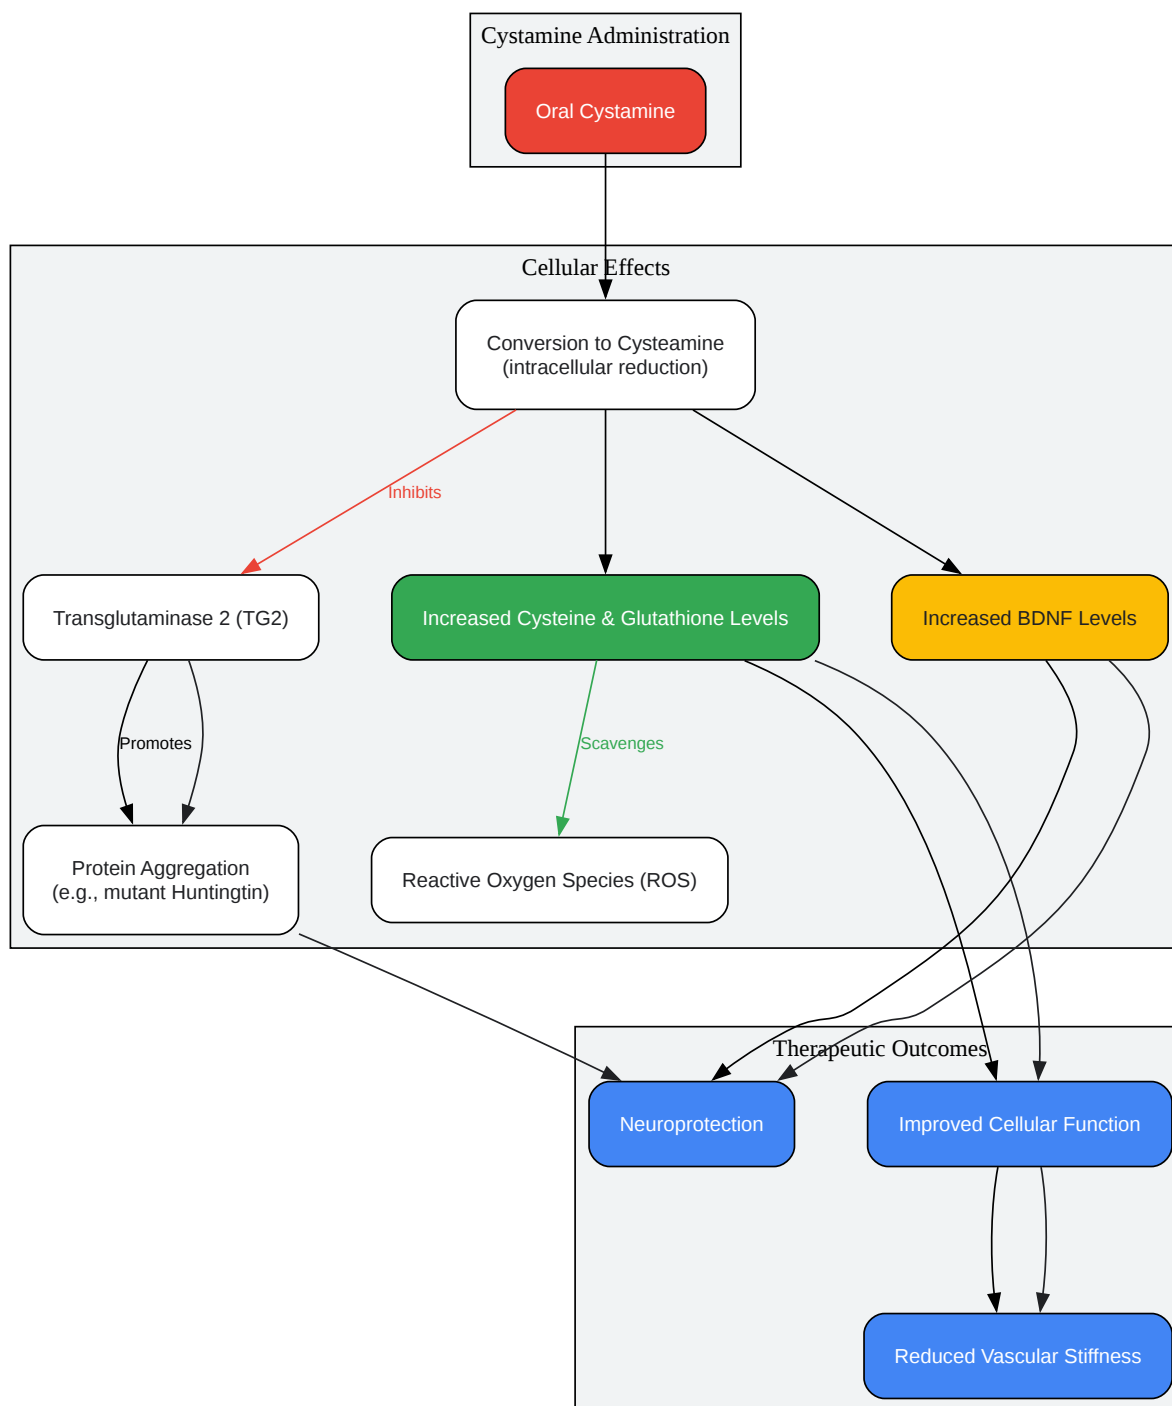 Cystamine Administration
Oral Cystamine
Cellular Effects
Conversion to Cysteamine
(intracellular reduction)
Inhibits
Transglutaminase 2 (TG2)
Increased Cysteine & Glutathione Levels
Increased BDNF Levels
Promotes
Scavenges
Protein Aggregation
(e.g., mutant Huntingtin)
Reactive Oxygen Species (ROS)
Therapeutic Outcomes
Neuroprotection
Improved Cellular Function
Reduced Vascular Stiffness